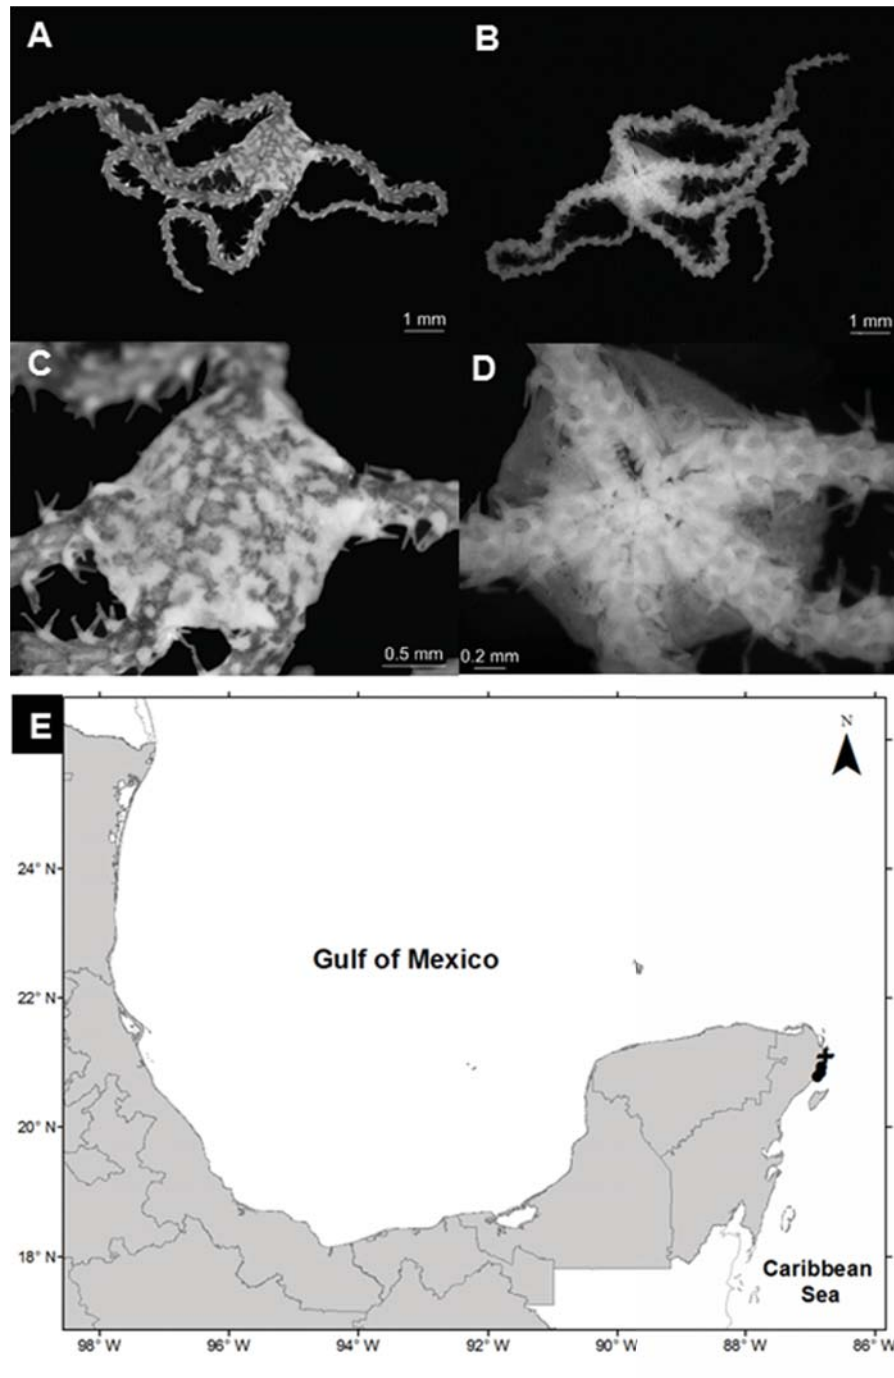 A
B
1 mm
1 mm
C
D
0.5 mm
0.2 mm
E
N
24° N
Gulf of Mexico
22° N
20° N
18° N
Caribbean
Sea
98° W
96° W
94° W
92° W
90° W
88° W
86° W